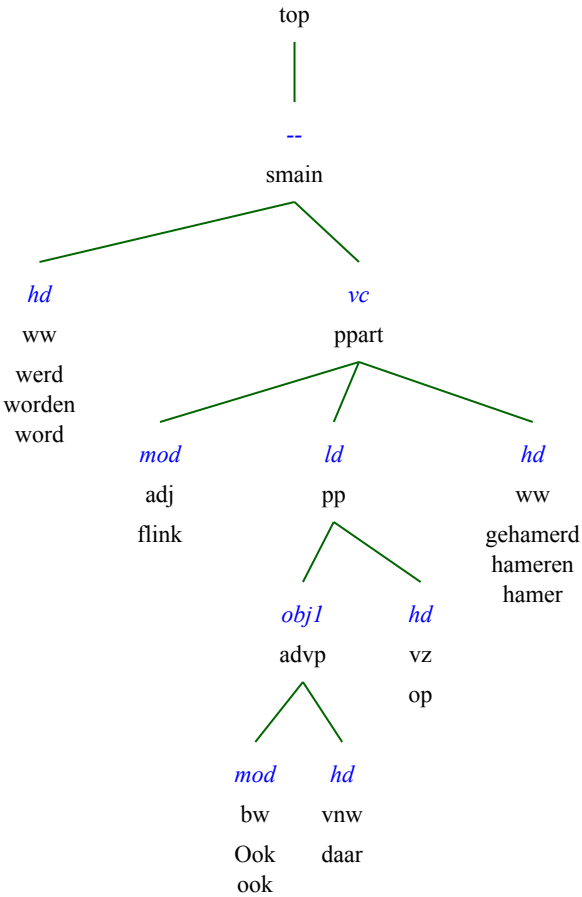 top
--
smain
hd vc
ww ppart
werd
worden
word
mod ld hd
adj pp ww
flink gehamerd
hameren
hamer
obj1 hd
advp vz
op
mod hd
bw vnw
Ook daar
ook